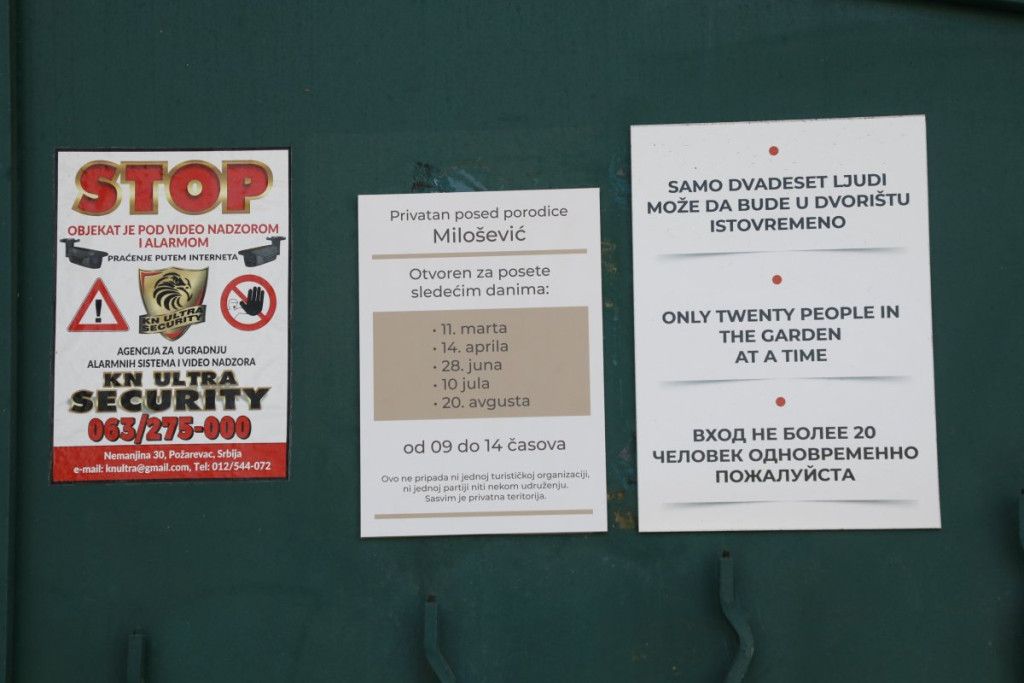 STOP
OBJEKAT JE POD VIDEO NADZOROM
I ALARMOM
PRAĆENJE PUTEM INTERNETA
KN ULTRA
SECURITY
AGENCIJA ZA UGRADNJU
ALARMNIH SISTEMA I VIDEO NADZORA
KN ULTRA
SECURITY
063/275-000
Nemanjina 30, Požarevac, Srbija
e-mail: knultra@gmail.com, Tel: 012/544-072
Privatan posed porodice
Milošević
Otvoren za posete
sledećim danima:
• 11. marta
• 14. aprila
• 28. juna
• 10 jula
• 20. avgusta
od 09 do 14 časova
Ovo ne pripada ni jednoj turističkoj organizaciji,
ni jednoj partiji niti nekom udruženju.
Sasvim je privatna teritorija.
SAMO DVADESET LJUDI
MOŽE DA BUDE U DVORIŠTU
ISTOVREMENO
ONLY TWENTY PEOPLE IN
THE GARDEN
AT A TIME
ВХОД НЕ БОЛЕЕ 20
ЧЕЛОВЕК ОДНОВРЕМЕННО
ПОЖАЛУЙСТА